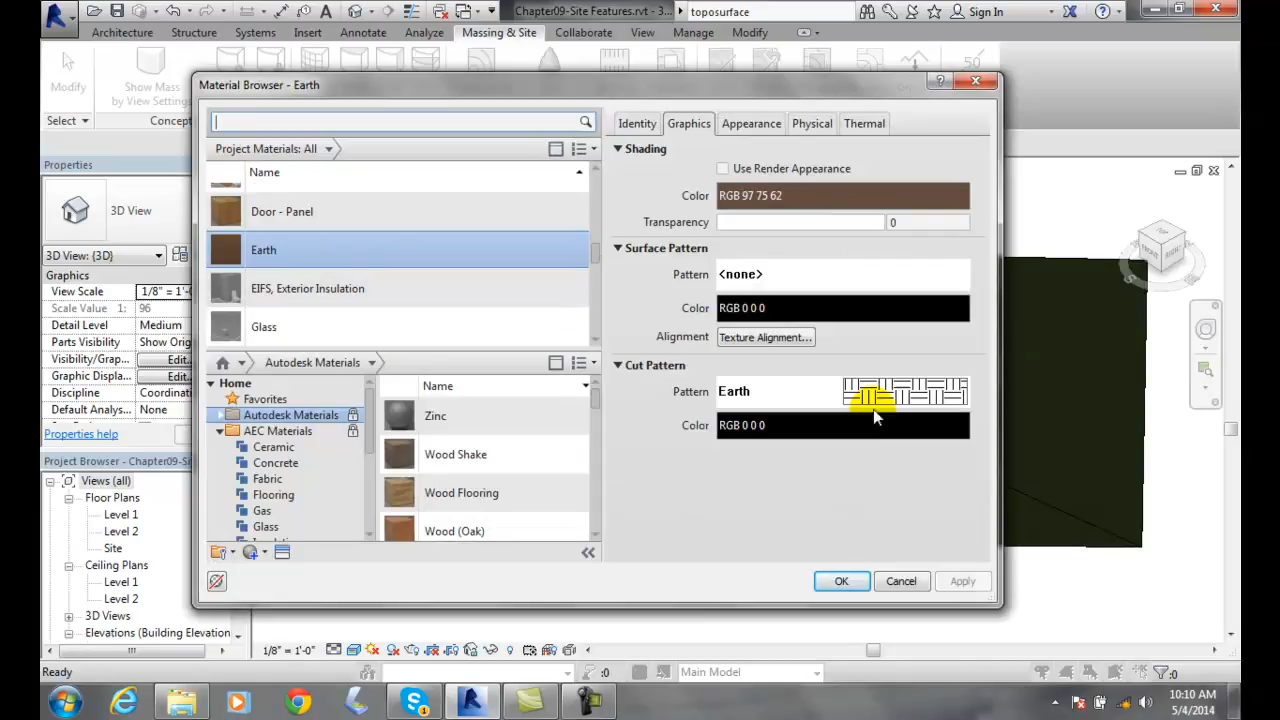 Chapter09-Site Features.rvt - 3...
toposurface
Sign In
Architecture Structure Systems Insert Annotate Analyze Massing & Site Collaborate View Manage Modify
Modify
Show Mass
by View Settings
50
Select
Concep
Material Browser - Earth
Project Materials: All
Name
Door - Panel
Earth
EIFS, Exterior Insulation
Glass
Autodesk Materials
Home
Favorites
Autodesk Materials
AEC Materials
Ceramic
Concrete
Fabric
Flooring
Gas
Glass
Name
Zinc
Wood Shake
Wood Flooring
Wood (Oak)
Identity Graphics Appearance Physical Thermal
Shading
Use Render Appearance
Color RGB 97 75 62
Transparency 0
Surface Pattern
Pattern <none>
Color RGB 0 0 0
Alignment Texture Alignment...
Cut Pattern
Pattern Earth
Color RGB 0 0 0
OK Cancel Apply
Properties
3D View
3D View: {3D}
Graphics
View Scale 1/8" = 1'-0
Scale Value 1: 96
Detail Level Medium
Parts Visibility Show Orig
Visibility/Grap... Edit..
Graphic Displa... Edit..
Discipline Coordinati
Default Analys... None
Properties help
Project Browser - Chapter09-Si
Views (all)
Floor Plans
Level 1
Level 2
Site
Ceiling Plans
Level 1
Level 2
3D Views
Elevations (Building Elevation
FRONT RIGHT
1/8" = 1'-0"
Ready
:0
Main Model
:0
10:10 AM
5/4/2014